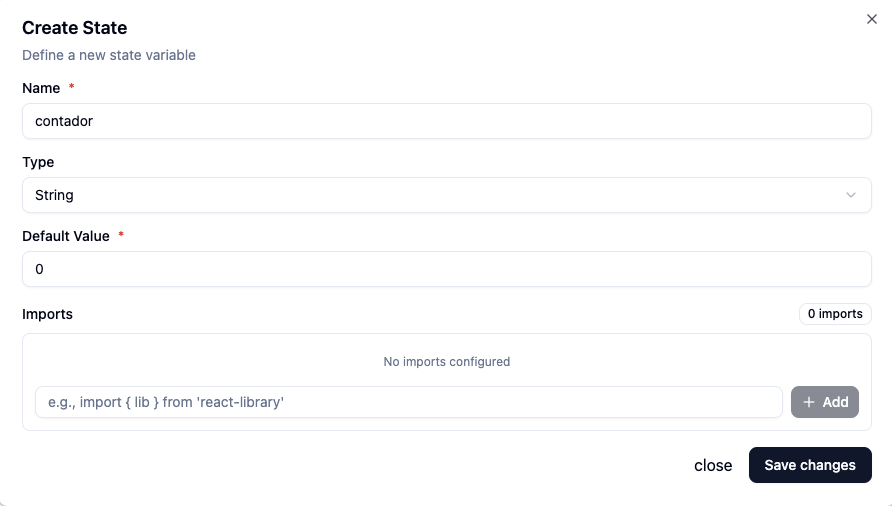 Create State
Define a new state variable
Name *
contador
Type
String
Default Value *
0
Imports
0 imports
No imports configured
e.g., import { lib } from 'react-library'
+ Add
close
Save changes